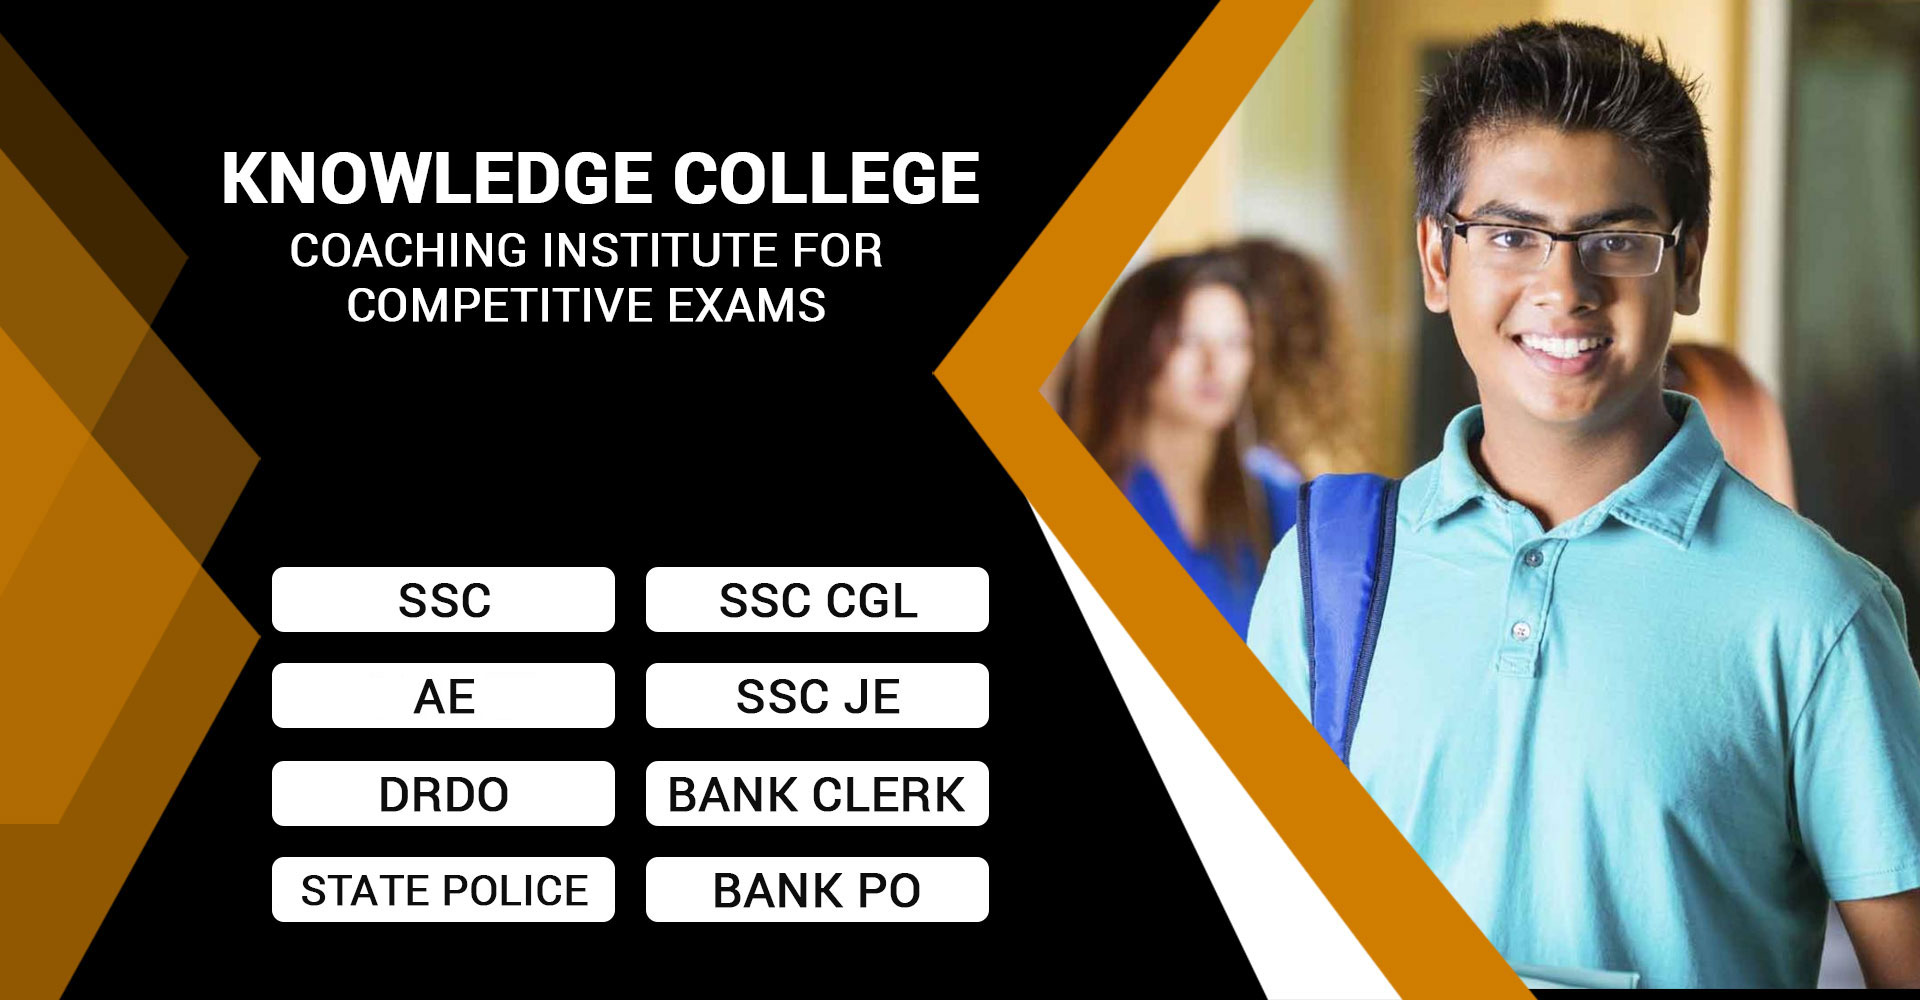 KNOWLEDGE COLLEGE
COACHING INSTITUTE FOR
COMPETITIVE EXAMS
SSC
SSC CGL
AE
SSC JE
DRDO
BANK CLERK
STATE POLICE
BANK PO